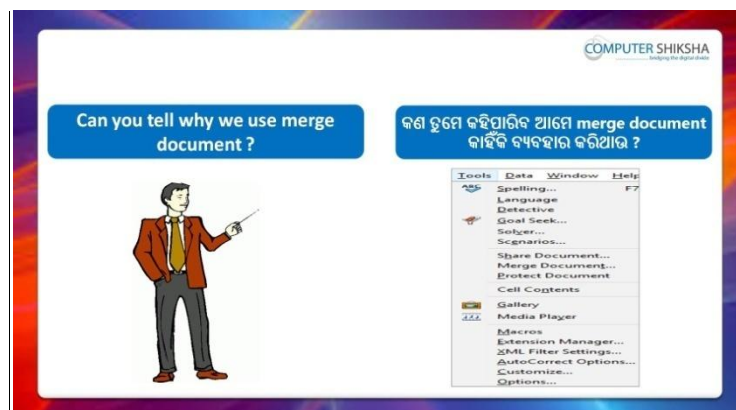 COMPUTER SHIKSHA
bridging the digital divide
Can you tell why we use merge
document ?
କଣ ତୁମେ କହିପାରିବ ଆମେ merge document
କାହିଁକି ବ୍ୟବହାର କରିଥାଉ ?
Tools Data Window Help
Spelling... F7
Language
Detective
Goal Seek...
Solver...
Scenarios...
Share Document...
Merge Document...
Protect Document
Cell Contents
Gallery
Media Player
Macros
Extension Manager...
XML Filter Settings...
AutoCorrect Options...
Customize...
Options...